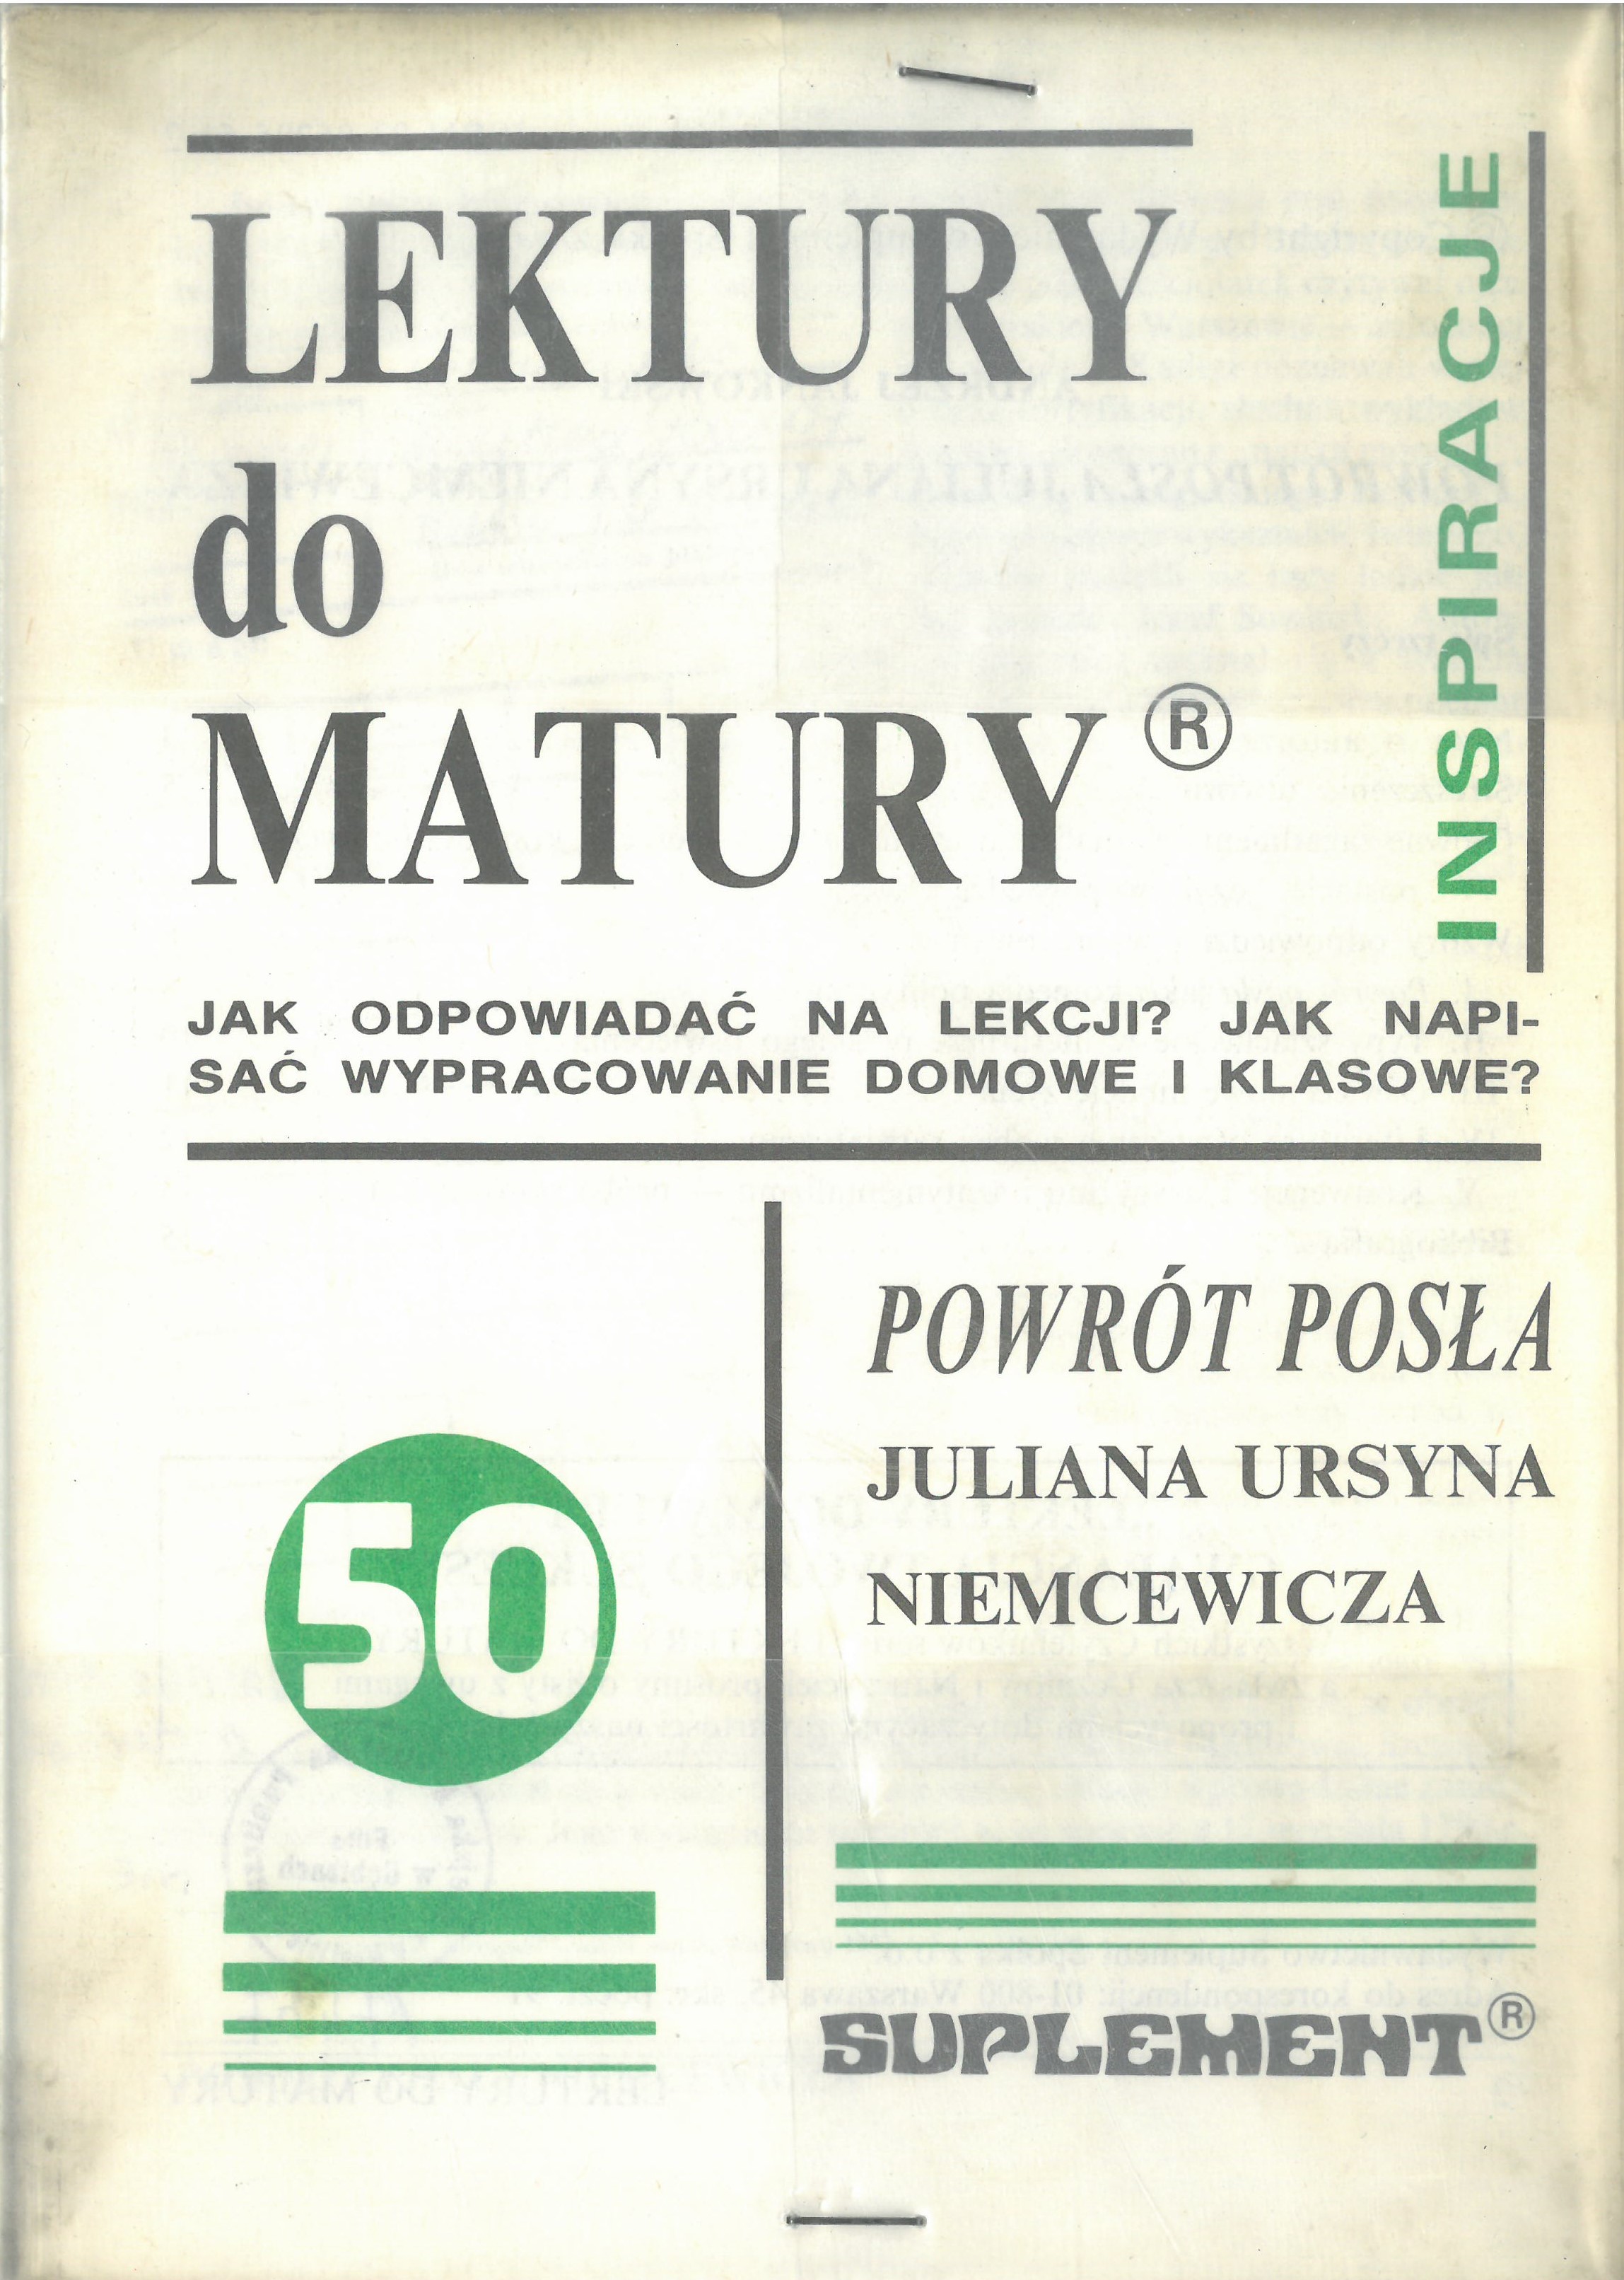 LEKTURY
do
MATURY ®
INSPIRACJE
JAK ODPOWIADAĆ NA LEKCJI? JAK NAPI-
SAĆ WYPRACOWANIE DOMOWE I KLASOWE?
50
POWRÓT POSŁA
JULIANA URSYNA
NIEMCEWICZA
SUPLEMENT®